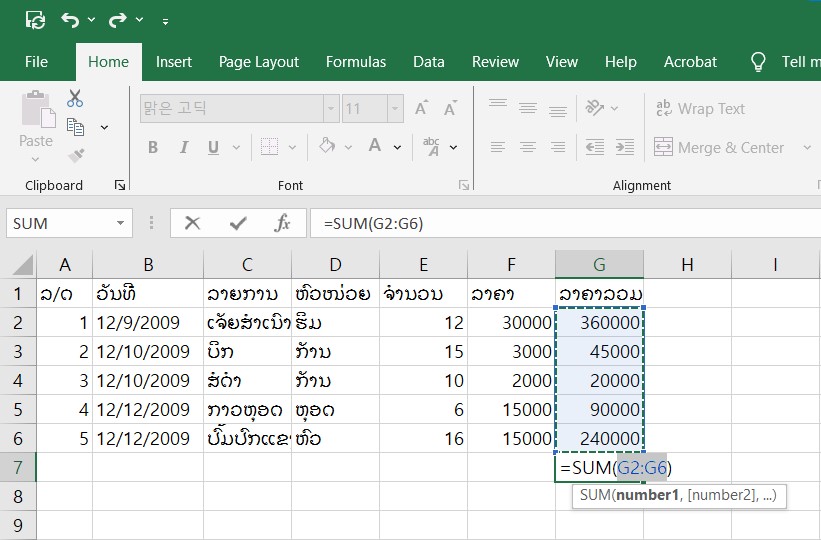 File Home Insert Page Layout Formulas Data Review View Help Acrobat Tell m
맑은 고딕 11 A A ab Wrap Text
Paste B I U A abc Merge & Center
Clipboard Font Alignment
SUM fx =SUM(G2:G6)
A B C D E F G H I
1 ລ/ດ ວັນທີ ລາຍການ ຫົວໜ່ວຍ ຈຳນວນ ລາຄາ ລາຄາລວມ
2 1 12/9/2009 ເຈັຍສຳເນົາ ຮິມ 12 30000 360000
3 2 12/10/2009 ບິກ ກ້ານ 15 3000 45000
4 3 12/10/2009 ສໍດຳ ກ້ານ 10 2000 20000
5 4 12/12/2009 ກາວຫຼອດ ຫຼອດ 6 15000 90000
6 5 12/12/2009 ຫົວ 16 15000 240000
7 =SUM(G2:G6)
8 SUM(number1, [number2], ...)
9